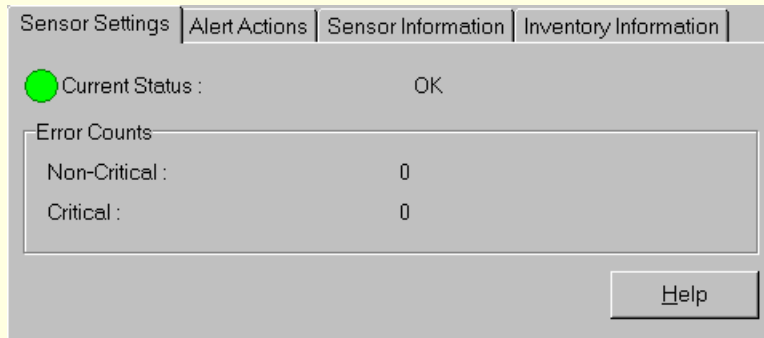 Sensor Settings Alert Actions Sensor Information Inventory Information
Current Status : OK
Error Counts
Non-Critical : 0
Critical : 0
Help